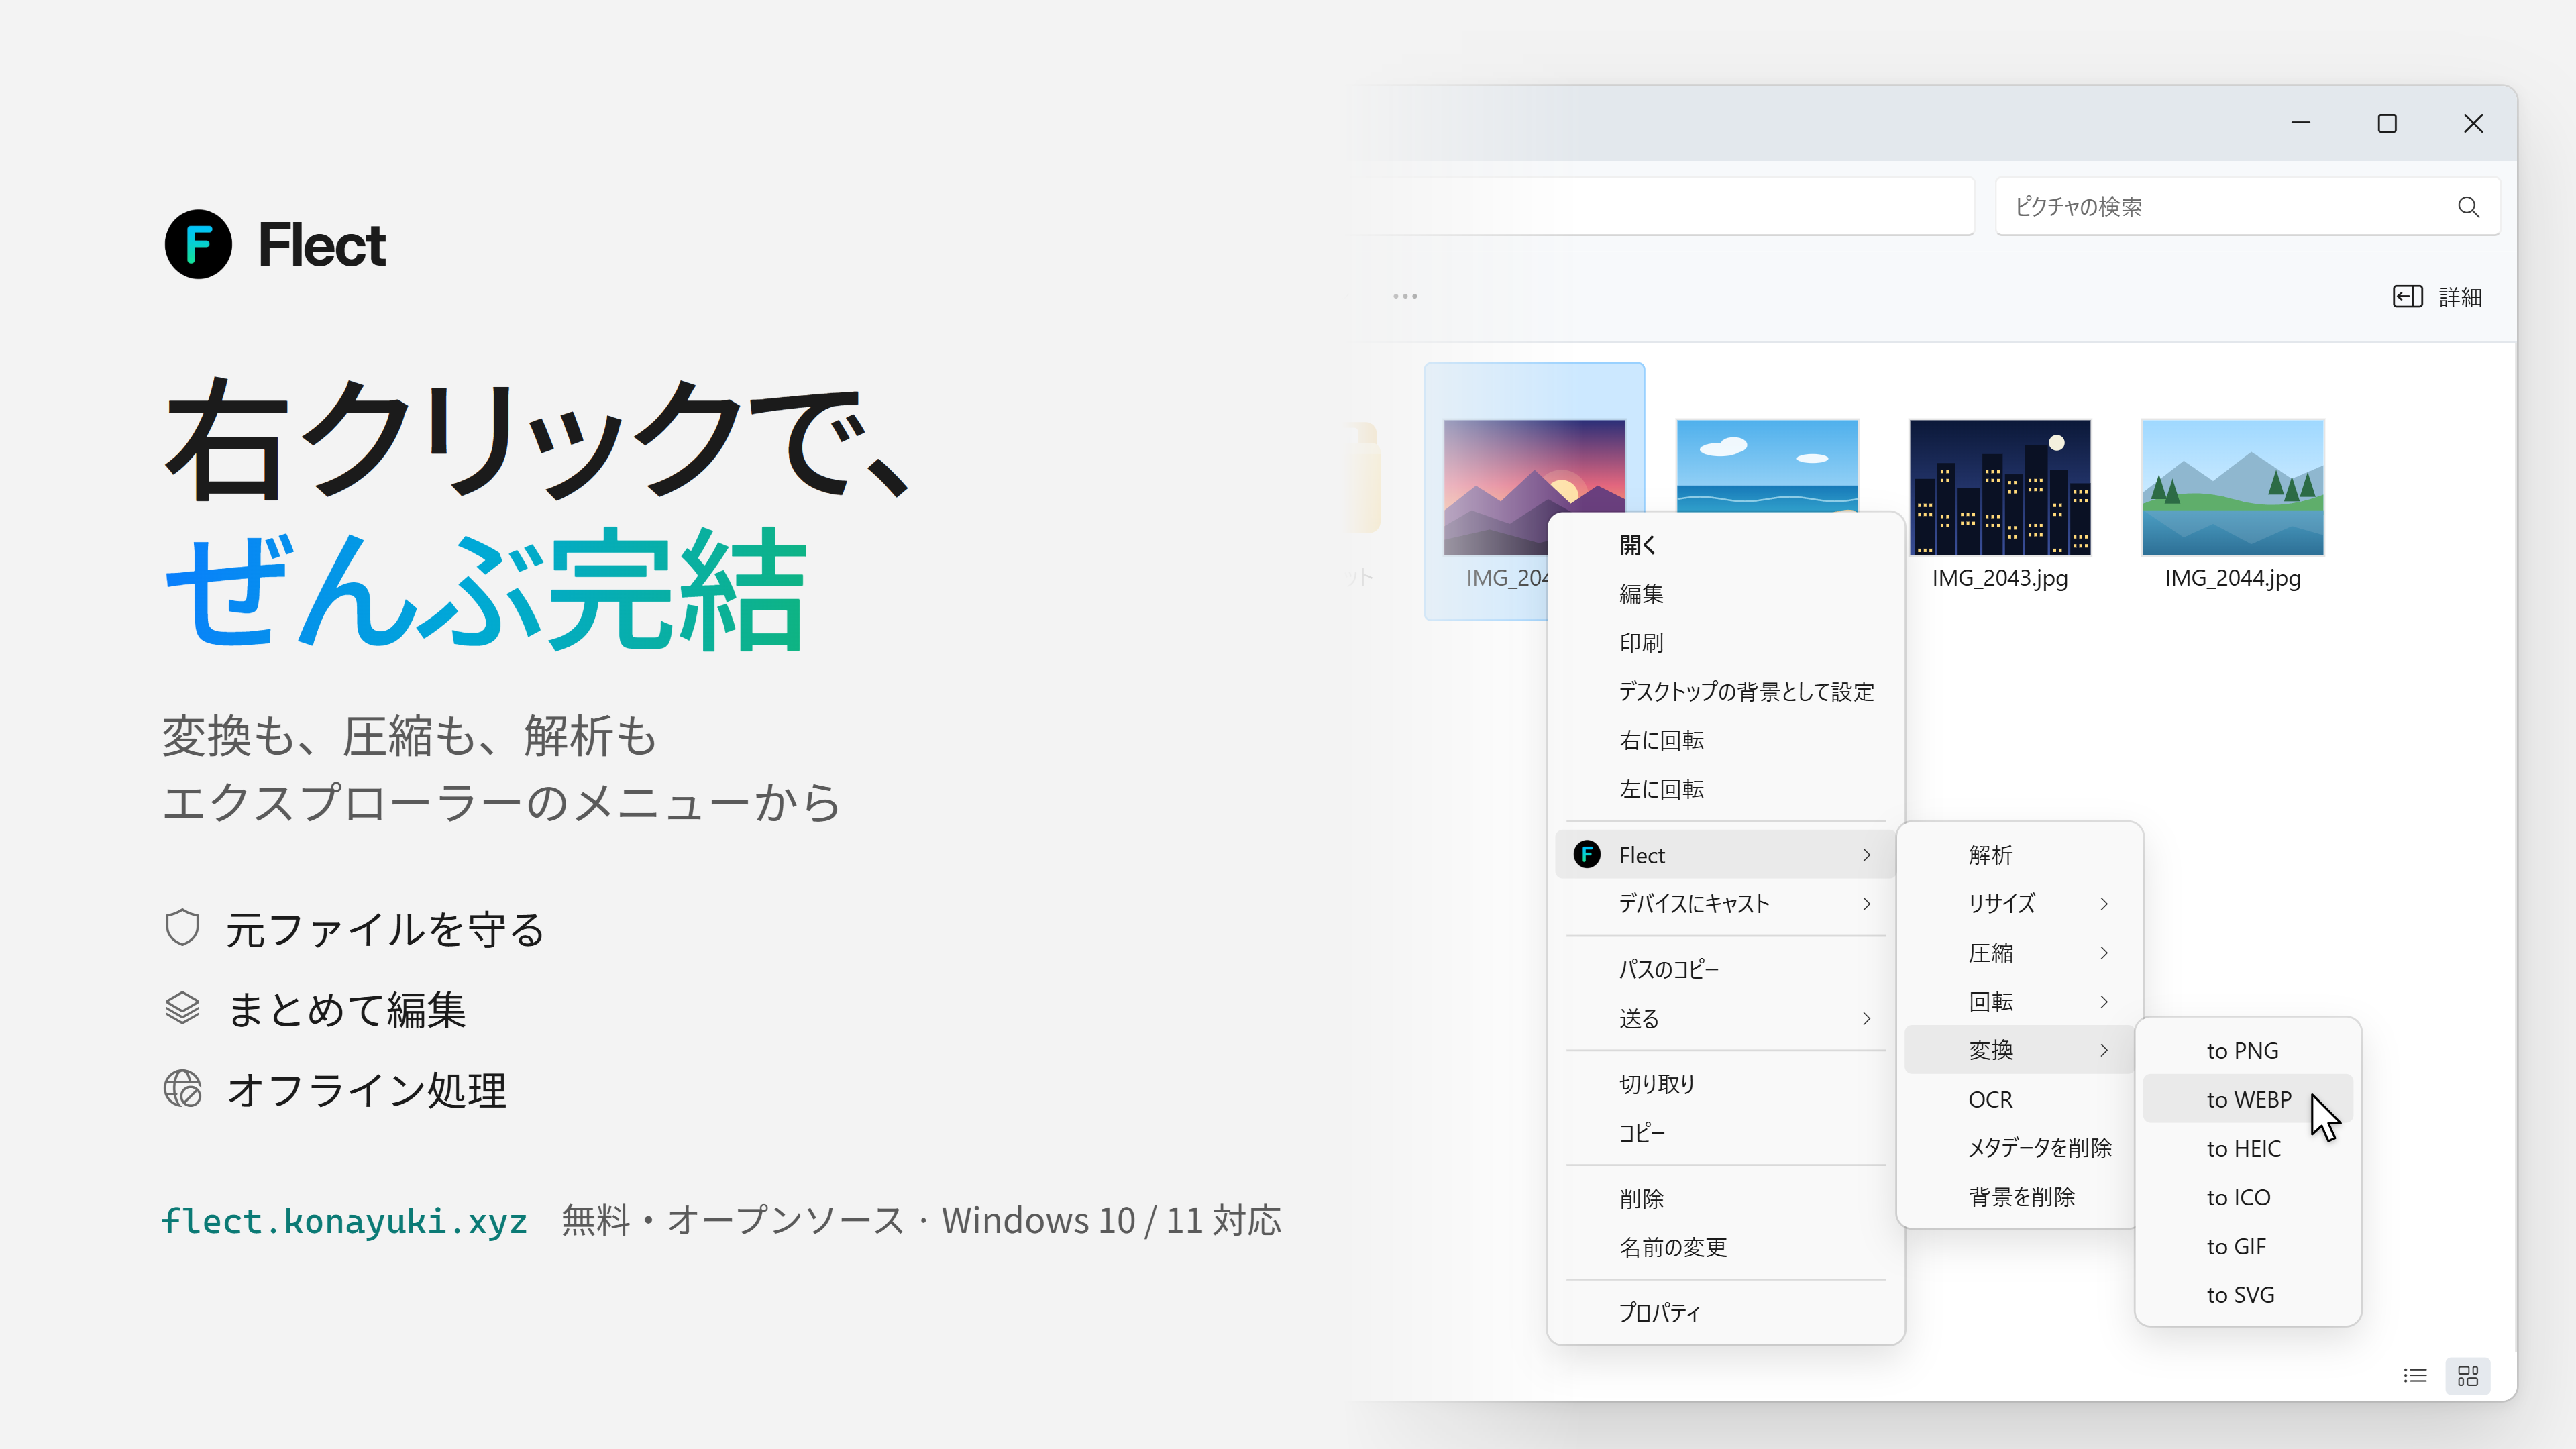 Flect
右クリックで、
ぜんぶ完結
変換も、圧縮も、解析も
エクスプローラーのメニューから
元ファイルを守る
まとめて編集
オフライン処理
flect.konayuki.xyz 無料・オープンソース · Windows 10 / 11 対応
ピクチャの検索
詳細
ット
IMG_204
IMG_2043.jpg
IMG_2044.jpg
開く
編集
印刷
デスクトップの背景として設定
右に回転
左に回転
Flect
デバイスにキャスト
パスのコピー
送る
切り取り
コピー
削除
名前の変更
プロパティ
解析
リサイズ
圧縮
回転
変換
OCR
メタデータを削除
背景を削除
to PNG
to WEBP
to HEIC
to ICO
to GIF
to SVG